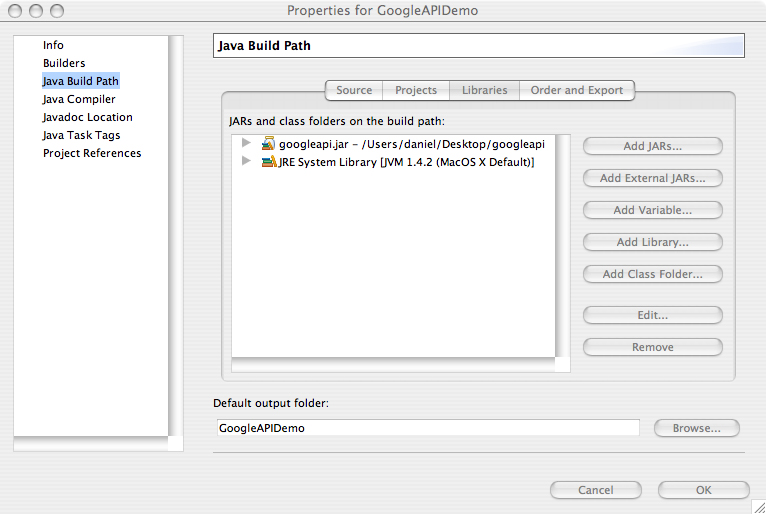 Properties for GoogleAPIDemo
Info
Builders
Java Build Path
Java Compiler
Javadoc Location
Java Task Tags
Project References
Java Build Path
Source Projects Libraries Order and Export
JARs and class folders on the build path:
googleapi.jar - /Users/daniel/Desktop/googleapi
JRE System Library [JVM 1.4.2 (MacOS X Default)]
Add JARs...
Add External JARs...
Add Variable...
Add Library...
Add Class Folder...
Edit...
Remove
Default output folder:
GoogleAPIDemo
Browse...
Cancel
OK